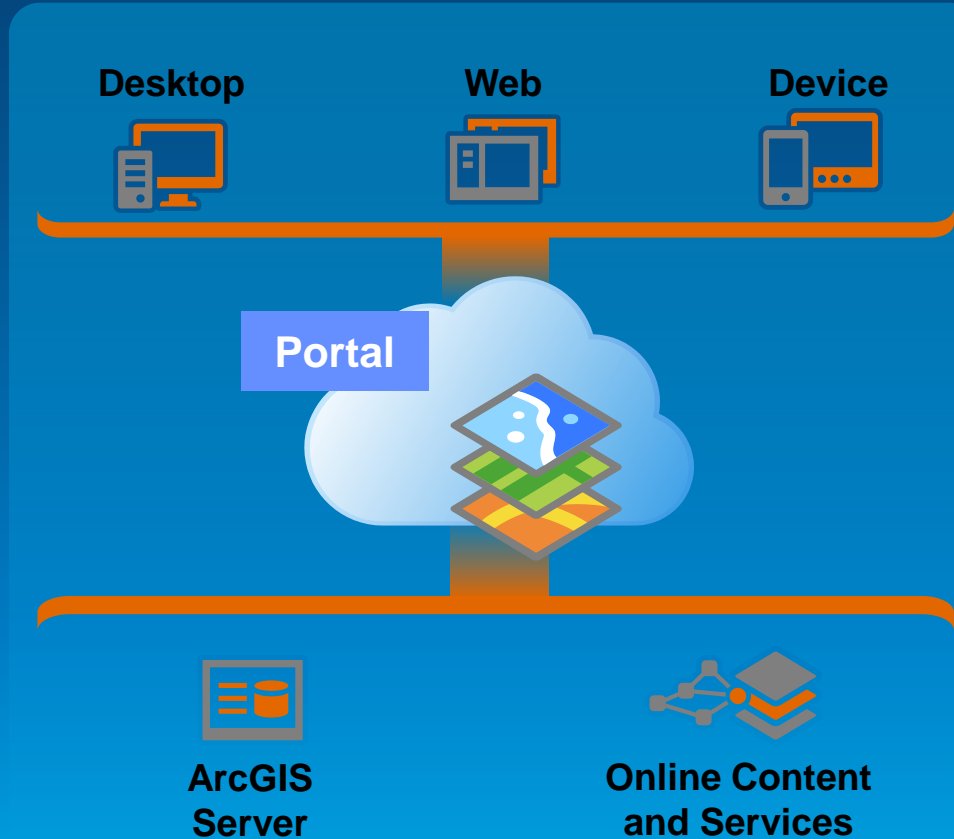 Desktop
Web
Device
Portal
ArcGIS
Server
Online Content
and Services